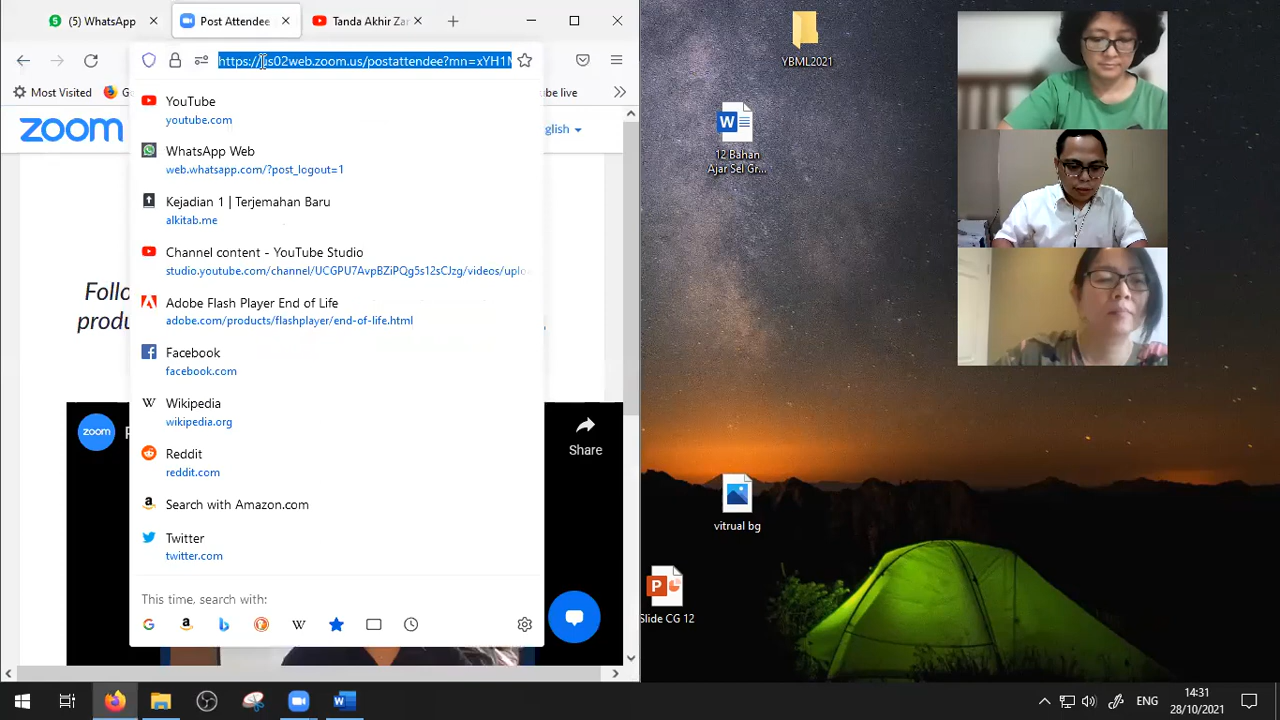 (5) WhatsApp
Post Attendee
Tanda Akhir Zar
https://us02web.zoom.us/postattendee?mn=xYH1
Most Visited
G
be live
zoom
glish
YouTube
youtube.com
WhatsApp Web
web.whatsapp.com/?post_logout=1
Kejadian 1 | Terjemahan Baru
alkitab.me
Channel content - YouTube Studio
studio.youtube.com/channel/UCGPU7AvpBZiPQg5s12sCJzg/videos/uplo
Adobe Flash Player End of Life
adobe.com/products/flashplayer/end-of-life.html
Follo
produ
Facebook
facebook.com
Wikipedia
wikipedia.org
zoom
Share
Reddit
reddit.com
Search with Amazon.com
Twitter
twitter.com
This time, search with:
YBML2021
12 Bahan
Ajar Sel Gr...
vitrual bg
Slide CG 12
ENG
14:31
28/10/2021